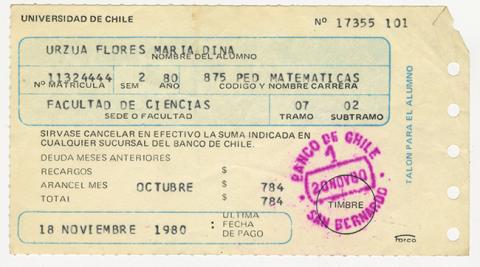 UNIVERSIDAD DE CHILE
Nº 17355 101
URZUA FLORES MARIA DINA
NOMBRE DEL ALUMNO
11324444 2 80 875 PED MATEMATICAS
Nº MATRICULA SEM AÑO CODIGO Y NOMBRE CARRERA
FACULTAD DE CIENCIAS 07 02
SEDE O FACULTAD TRAMO SUBTRAMO
TALON PARA EL ALUMNO
SIRVASE CANCELAR EN EFECTIVO LA SUMA INDICADA EN
CUALQUIER SUCURSAL DEL BANCO DE CHILE.
DEUDA MESES ANTERIORES
RECARGOS $
ARANCEL MES OCTUBRE $ 784
TOTAL $ 784
18 NOVIEMBRE 1980 :
ULTIMA
FECHA
DE PAGO
BANCO DE CHILE
1
20 NOV 80
SAN BERNARDO
TIMBRE
Forco